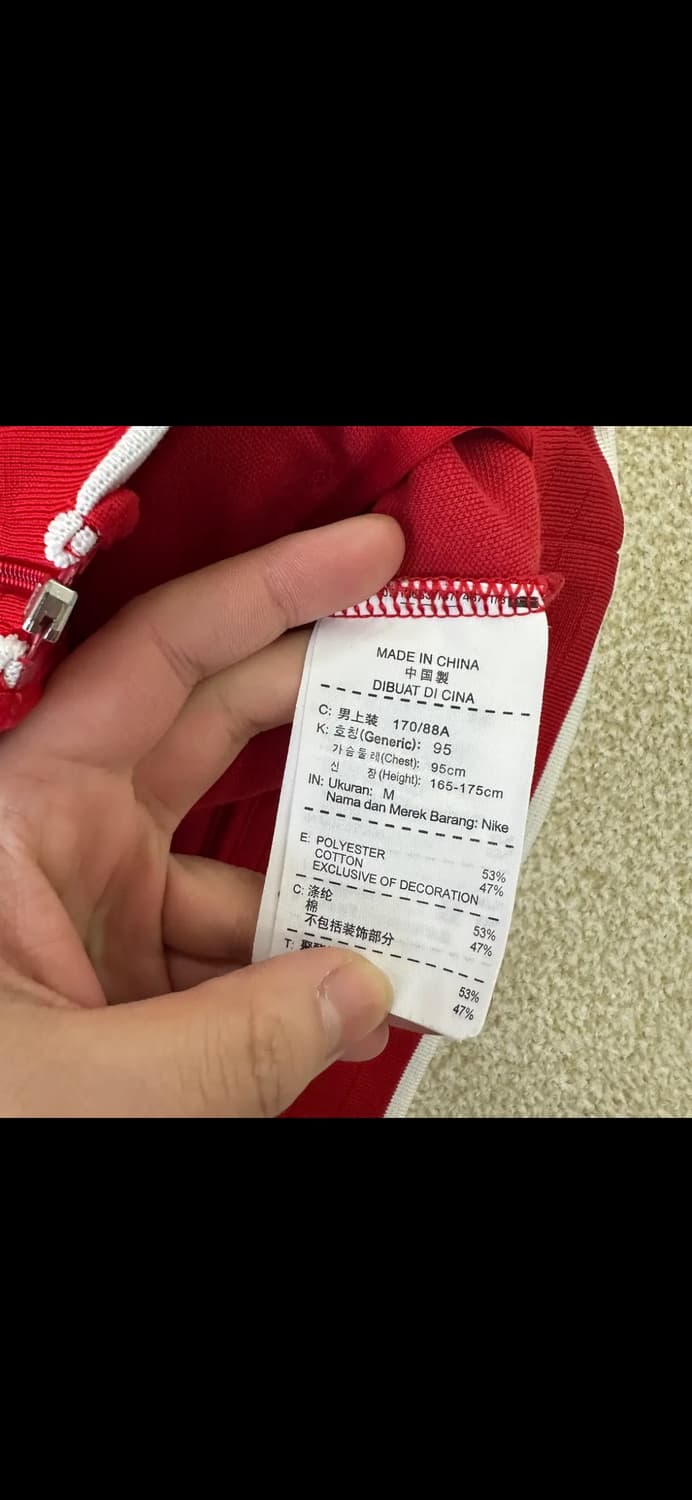 MADE IN CHINA
中国製
DIBUAT DI CINA
C: 男上装 170/88A
K: 호칭(Generic): 95
가슴둘레(Chest): 95cm
신 장(Height): 165-175cm
IN: Ukuran: M
Nama dan Merek Barang: Nike
E: POLYESTER 53%
COTTON 47%
EXCLUSIVE OF DECORATION
C: 涤纶 53%
棉 47%
不包括装饰部分
T:
53%
47%